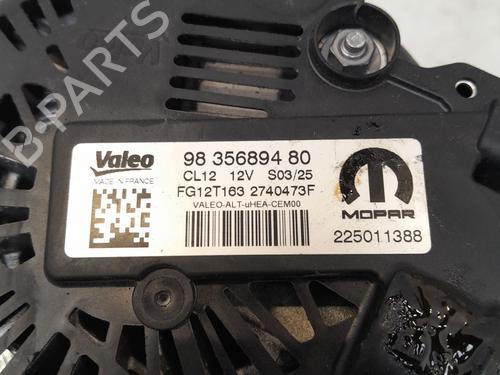 Valeo
MADE IN FRANCE
98 356894 80
CL12 12V S03/25
FG12T163 2740473F
VALEO-ALT-uHEA-CEM00
MOPAR
225011388
B-PARTS